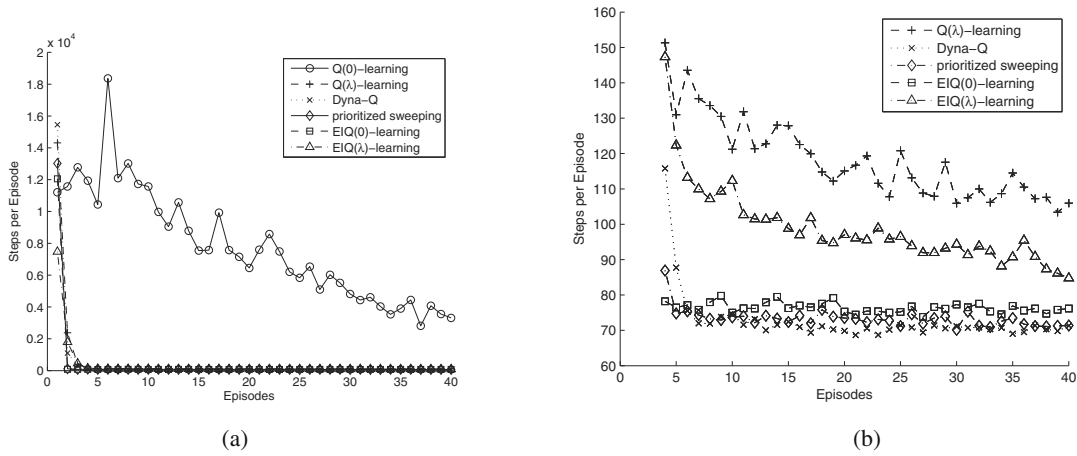 x 10⁴
2
1.8
1.6
1.4
1.2
1
0.8
0.6
0.4
0.2
0
Steps per Episode
0 5 10 15 20 25 30 35 40
Episodes
Q(0)−learning
Q(λ)−learning
Dyna−Q
prioritized sweeping
EIQ(0)−learning
EIQ(λ)−learning
(a)
160
150
140
130
120
110
100
90
80
70
60
Steps per Episode
0 5 10 15 20 25 30 35 40
Episodes
Q(λ)−learning
Dyna−Q
prioritized sweeping
EIQ(0)−learning
EIQ(λ)−learning
(b)